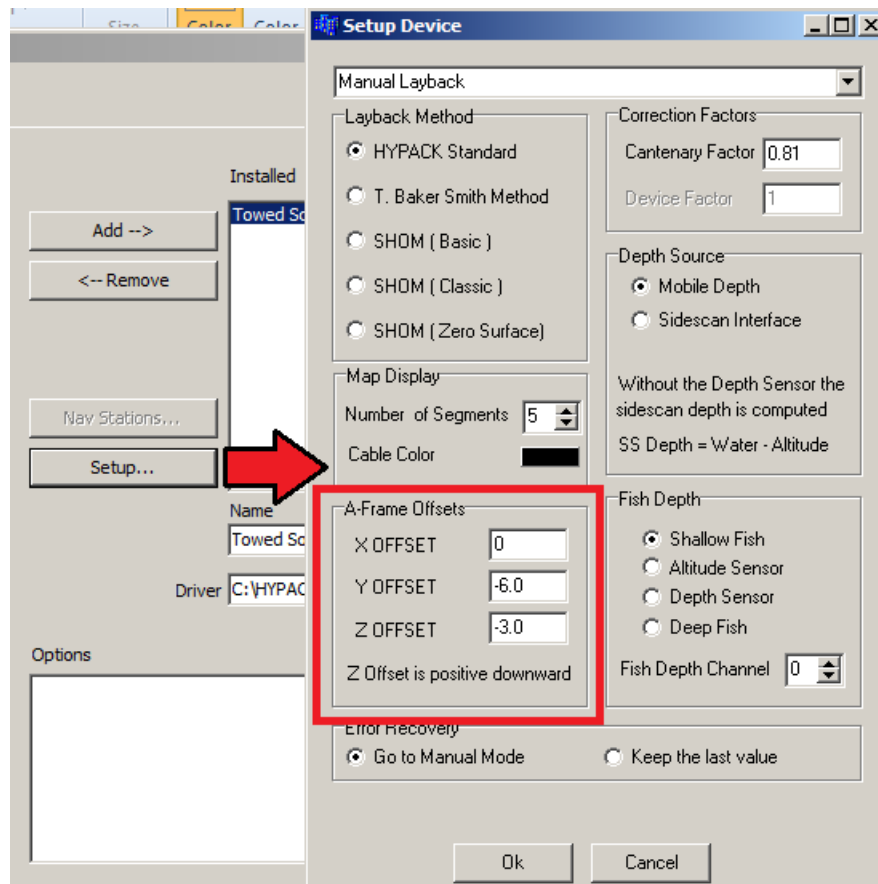 Size
Color
Color
Setup Device
Manual Layback
Installed
Add -->
<-- Remove
Nav Stations...
Setup...
Towed
Name
Towed
Driver
Options
Layback Method
HYPACK Standard
T. Baker Smith Method
SHOM ( Basic )
SHOM ( Classic )
SHOM ( Zero Surface)
Correction Factors
Cantenary Factor 0.81
Device Factor 1
Depth Source
Mobile Depth
Sidescan Interface
Without the Depth Sensor the
sidescan depth is computed
SS Depth = Water - Altitude
Map Display
Number of Segments 5
Cable Color
A-Frame Offsets
X OFFSET 0
Y OFFSET -6.0
Z OFFSET -3.0
Z Offset is positive downward
Fish Depth
Shallow Fish
Altitude Sensor
Depth Sensor
Deep Fish
Fish Depth Channel 0
Error Recovery
Go to Manual Mode
Keep the last value
Ok
Cancel